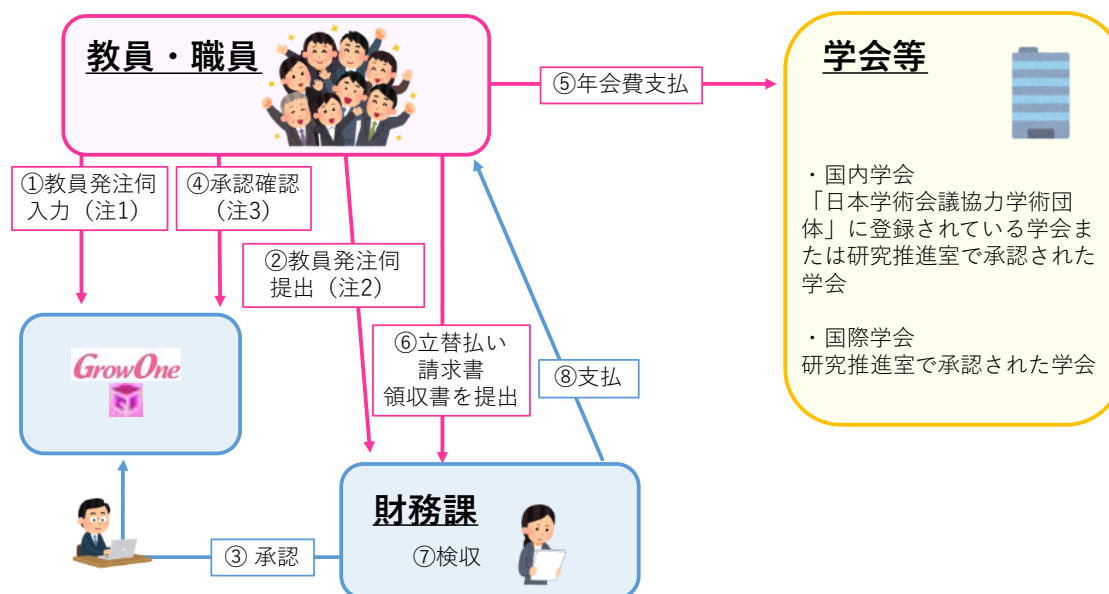 教員・職員
⑤年会費支払
学会等
・国内学会
「日本学術会議協力学術団
体」に登録されている学会ま
たは研究推進室で承認された
学会
・国際学会
研究推進室で承認された学会
①教員発注伺
入力（注1）
④承認確認
（注3）
②教員発注伺
提出（注2）
⑥立替払い
請求書
領収書を提出
⑧支払
GrowOne
財務課
⑦検収
③ 承認